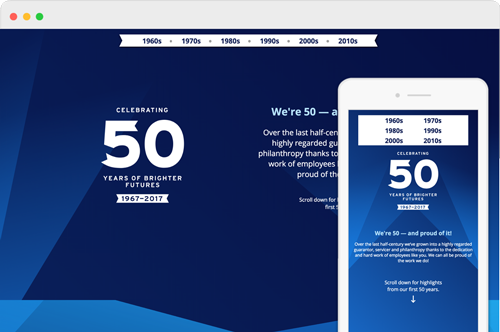 1960s • 1970s • 1980s • 1990s • 2000s • 2010s
CELEBRATING
50
YEARS OF BRIGHTER
FUTURES
1967–2017
We're 50 — and
Over the last half-cen
highly regarded gua
philanthropy thanks to
work of employees l
proud of the
Scroll down for
first 5
1960s 1970s
1980s 1990s
2000s 2010s
CELEBRATING
50
YEARS OF BRIGHTER
FUTURES
1967–2017
We're 50 — and proud of it!
Over the last half-century we've grown into a highly regarded
guarantor, servicer and philanthropy thanks to the dedication
and hard work of employees like you. We can all be proud of
the work we do!
Scroll down for highlights
from our first 50 years.